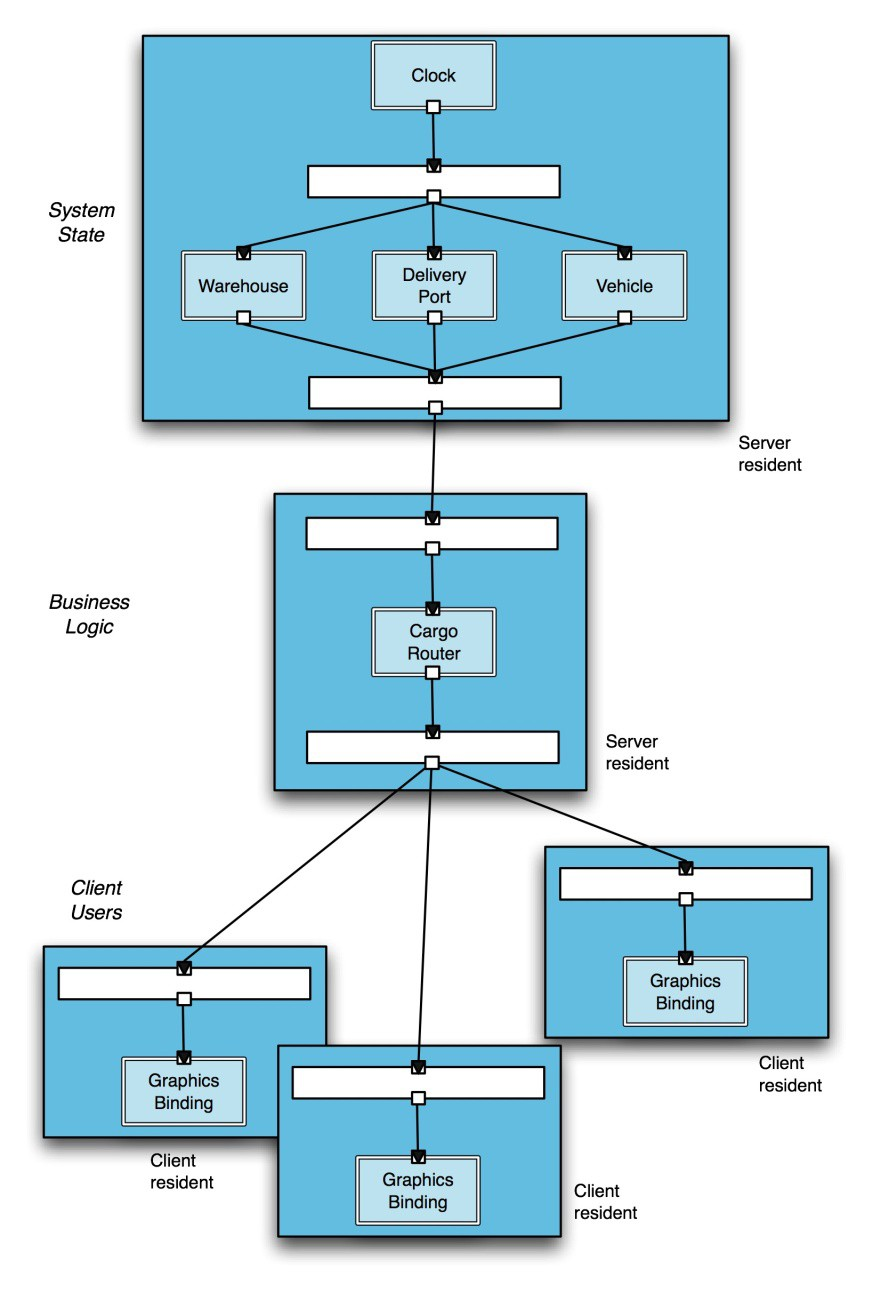 Clock
System
State
Warehouse
Delivery
Port
Vehicle
Server
resident
Business
Logic
Cargo
Router
Server
resident
Client
Users
Graphics
Binding
Client
resident
Graphics
Binding
Client
resident
Graphics
Binding
Client
resident